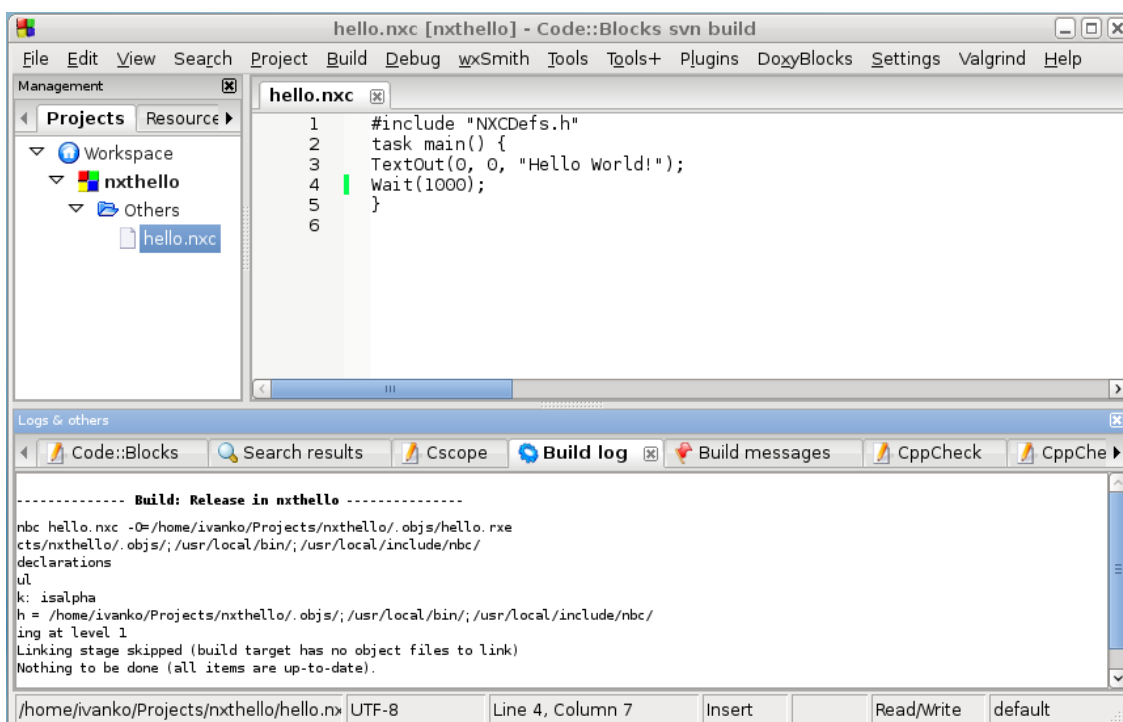 hello.nxc [nxthello] - Code::Blocks svn build
File Edit View Search Project Build Debug wxSmith Tools Tools+ Plugins DoxyBlocks Settings Valgrind Help
Management
Projects Resource
Workspace
nxthello
Others
hello.nxc
hello.nxc
1 #include "NXCDefs.h"
2 task main() {
3 TextOut(0, 0, "Hello World!");
4 Wait(1000);
5 }
6
Logs & others
Code::Blocks Search results Cscope Build log Build messages CppCheck CppChe
-------------- Build: Release in nxthello ---------------
nbc hello.nxc -O=/home/ivanko/Projects/nxthello/.objs/hello.rxe
cts/nxthello/.objs/;/usr/local/bin/;/usr/local/include/nbc/
declarations
ul
k: isalpha
h = /home/ivanko/Projects/nxthello/.objs/;/usr/local/bin/;/usr/local/include/nbc/
ing at level 1
Linking stage skipped (build target has no object files to link)
Nothing to be done (all items are up-to-date).
/home/ivanko/Projects/nxthello/hello.nx UTF-8 Line 4, Column 7 Insert Read/Write default